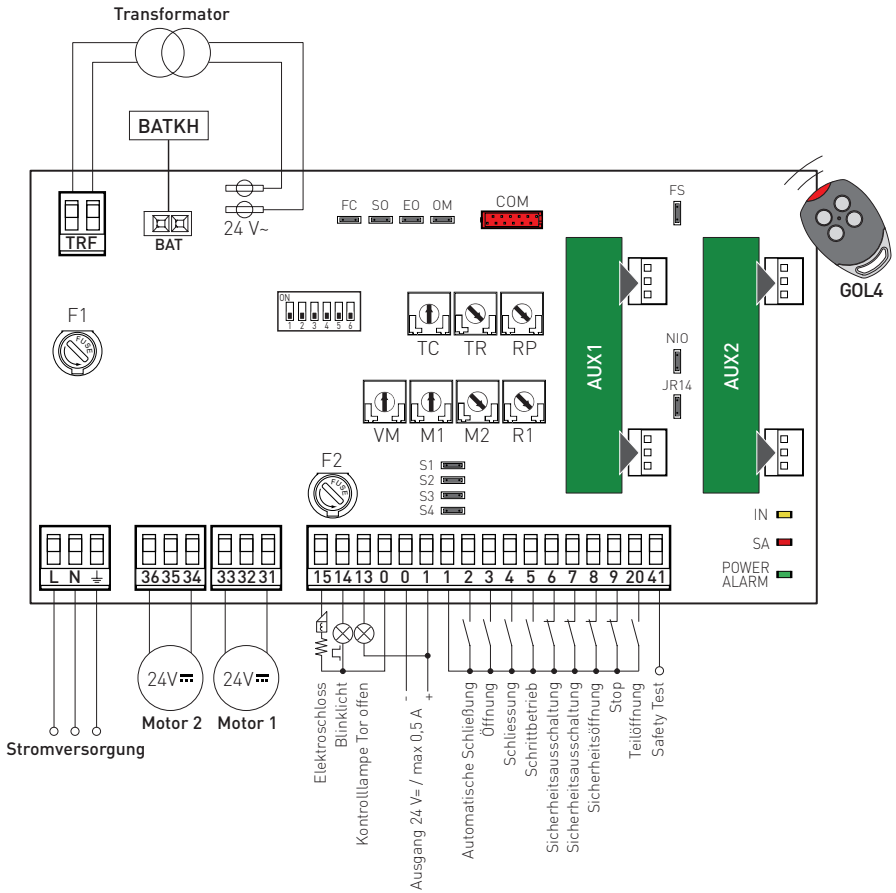 Transformator
BATKH
TRF
BAT
24 V~
FC SO EO OM
COM
FS
GOL4
F1
ON
1 2 3 4 5 6
TC TR RP
AUX1
NIO
JR14
AUX2
VM M1 M2 R1
F2
FUSE
FUSE
S1
S2
S3
S4
IN
SA
POWER
ALARM
L N
36 35 34
33 32 31
15 14 13 0 0 1 1 2 3 4 5 6 7 8 9 20 41
24V
24V
Motor 2
Motor 1
Stromversorgung
Elektroschloss
Blinklicht
Kontrolllampe Tor offen
- +
Ausgang 24 V= / max 0,5 A
Automatische Schließung
Öffnung
Schliessung
Schrittbetrieb
Sicherheitsausschaltung
Sicherheitsausschaltung
Sicherheitsöffnung
Stop
Teilöffnung
Safety Test